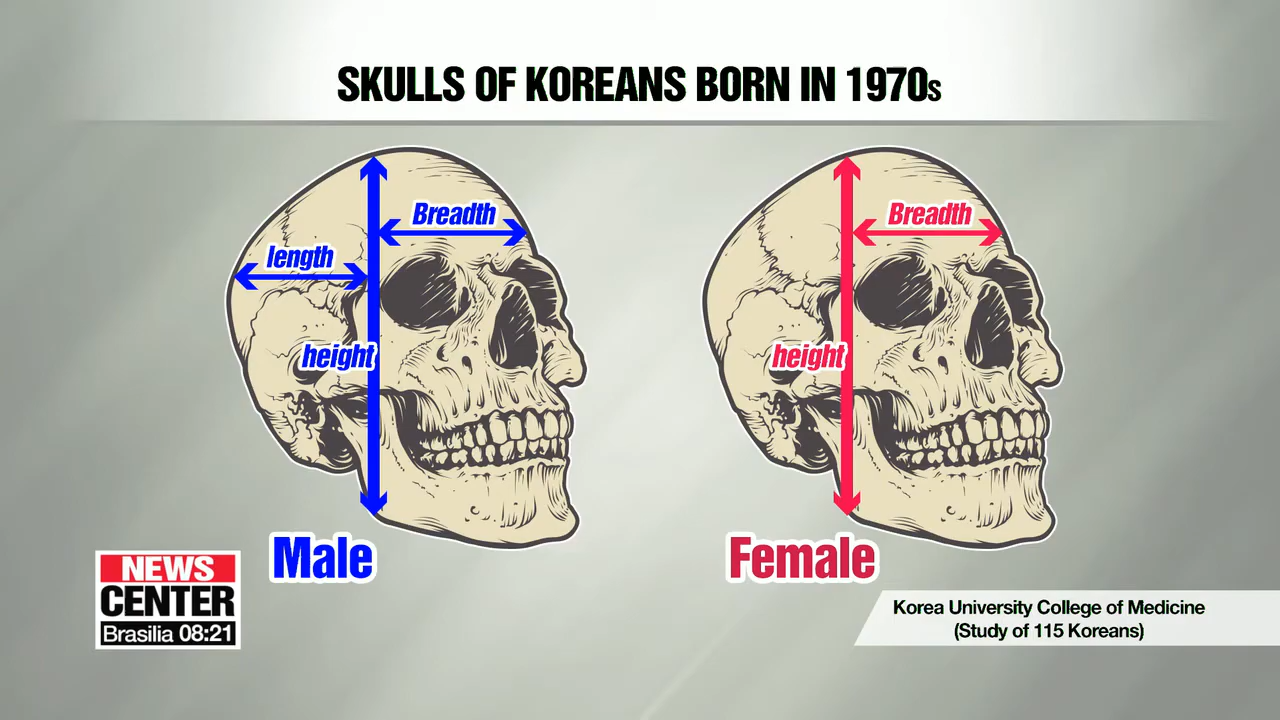 SKULLS OF KOREANS BORN IN 1970s
Breadth
length
height
Male
Breadth
height
Female
NEWS
CENTER
Brasilia 08:21
Korea University College of Medicine
(Study of 115 Koreans)